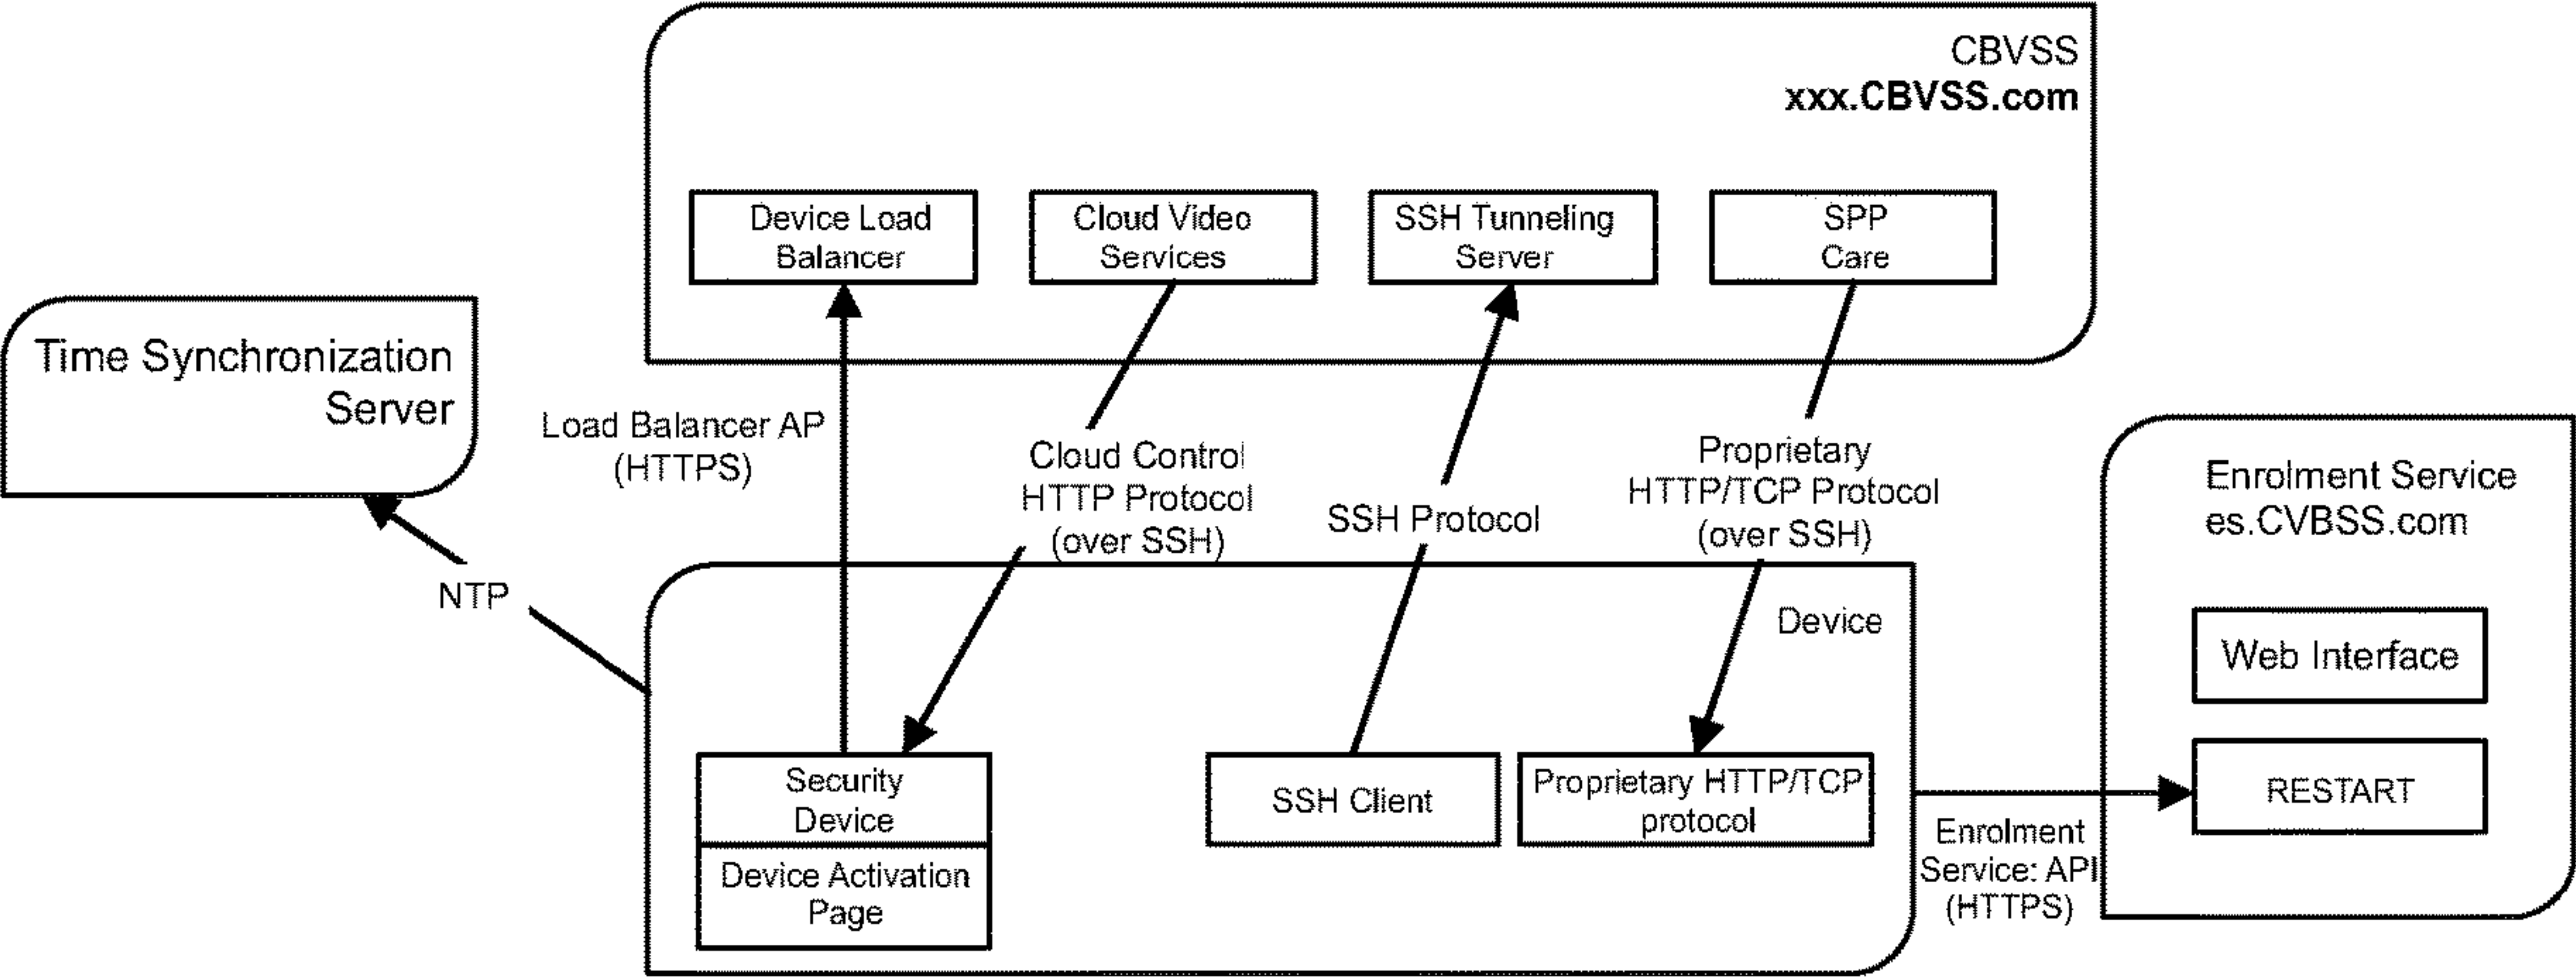 CBVSS
xxx.CBVSS.com
Device Load
Balancer
Cloud Video
Services
SSH Tunneling
Server
SPP
Care
Time Synchronization
Server
Load Balancer AP
(HTTPS)
Cloud Control
HTTP Protocol
(over SSH)
SSH Protocol
Proprietary
HTTP/TCP Protocol
(over SSH)
Enrolment Service
es.CVBSS.com
NTP
Device
Web Interface
Security
Device
Device Activation
Page
SSH Client
Proprietary HTTP/TCP
protocol
RESTART
Enrolment
Service: API
(HTTPS)